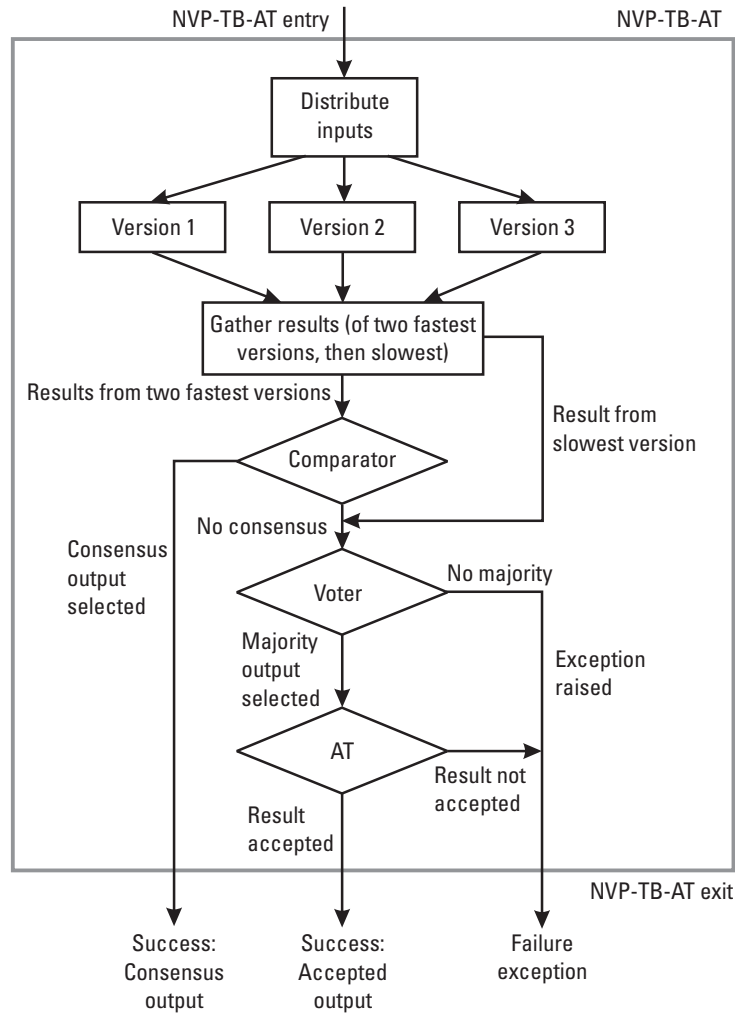 NVP-TB-AT entry
NVP-TB-AT
Distribute
inputs
Version 1
Version 2
Version 3
Gather results (of two fastest
versions, then slowest)
Results from two fastest versions
Result from
slowest version
Comparator
No consensus
Consensus
output
selected
No majority
Voter
Majority
output
selected
Exception
raised
AT
Result not
accepted
Result
accepted
NVP-TB-AT exit
Success:
Consensus
output
Success:
Accepted
output
Failure
exception